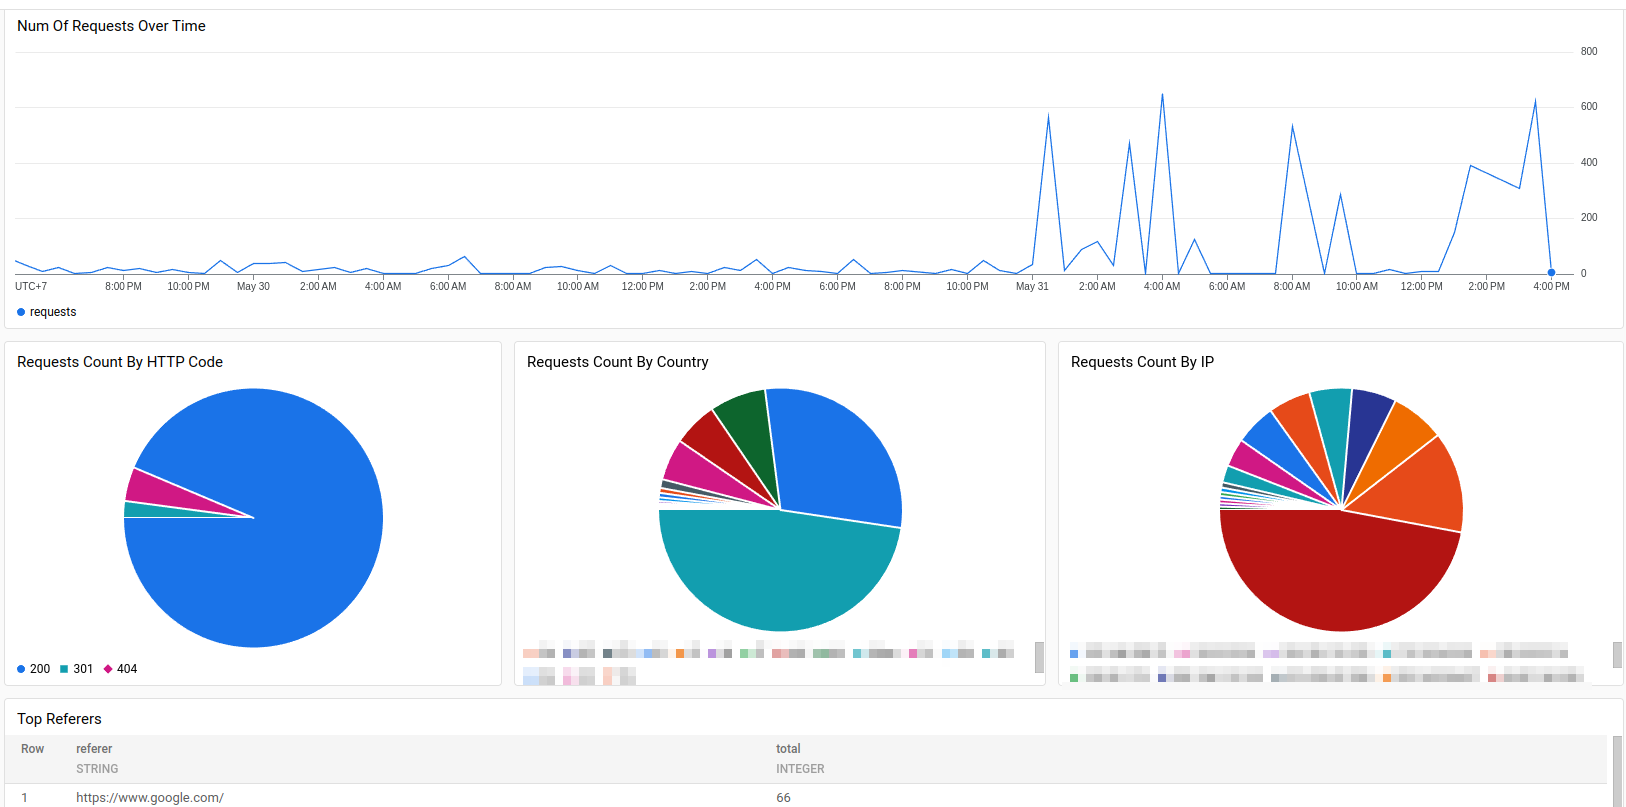 Num Of Requests Over Time
800
600
400
200
0
UTC+7 8:00 PM 10:00 PM May 30 2:00 AM 4:00 AM 6:00 AM 8:00 AM 10:00 AM 12:00 PM 2:00 PM 4:00 PM 6:00 PM 8:00 PM 10:00 PM May 31 2:00 AM 4:00 AM 6:00 AM 8:00 AM 10:00 AM 12:00 PM 2:00 PM 4:00 PM
requests
Requests Count By HTTP Code
200 301 404
Requests Count By Country
Requests Count By IP
Top Referers
Row referer total
STRING INTEGER
1 https://www.google.com/ 66